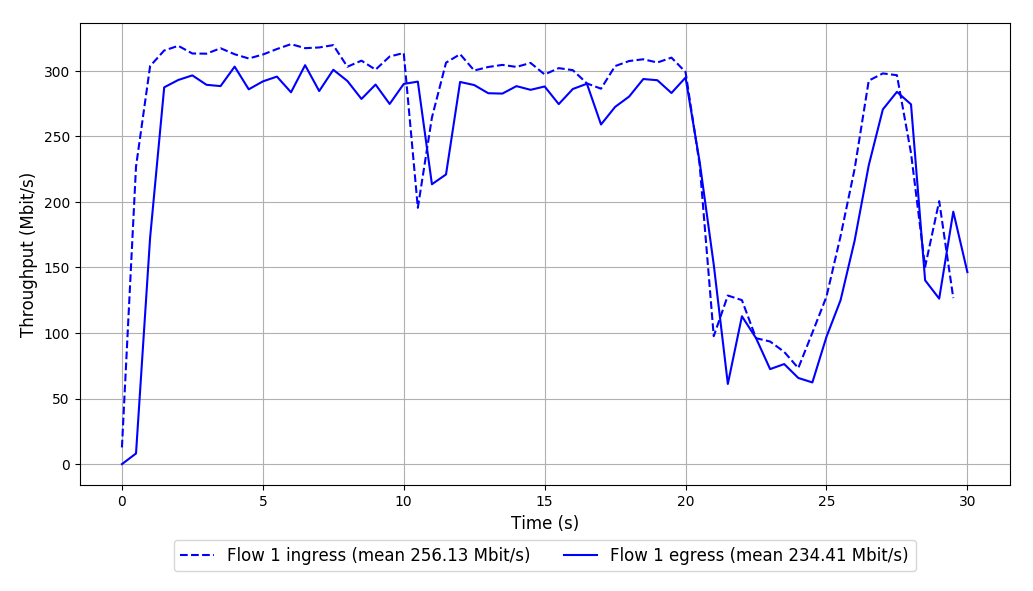 Throughput (Mbit/s)
300
250
200
150
100
50
0
0 5 10 15 20 25 30
Time (s)
Flow 1 ingress (mean 256.13 Mbit/s) Flow 1 egress (mean 234.41 Mbit/s)